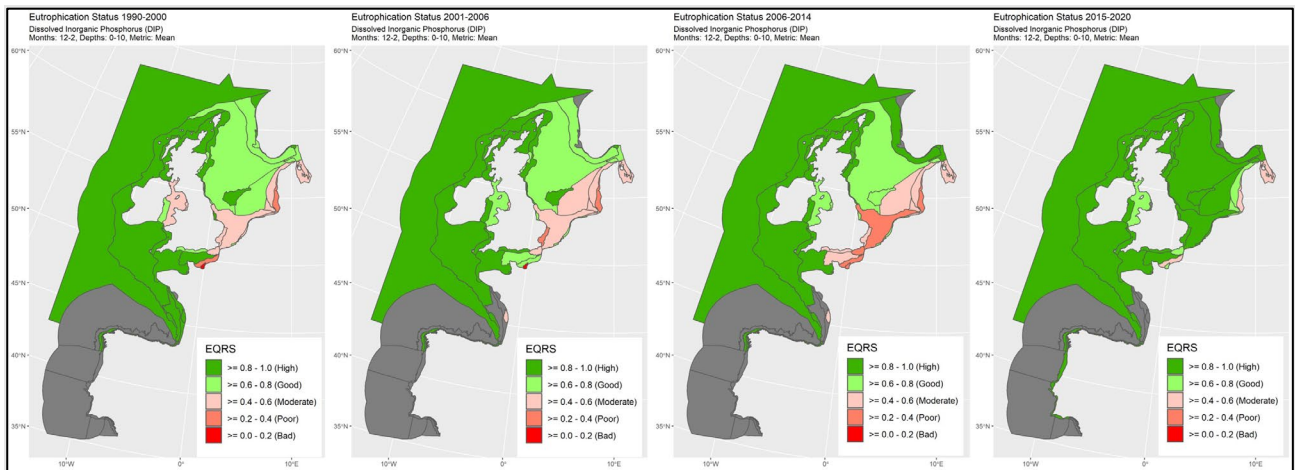 Eutrophication Status 1990-2000
Dissolved Inorganic Phosphorus (DIP)
Months: 12-2, Depths: 0-10, Metric: Mean
60°N
55°N
50°N
45°N
40°N
35°N
10°W
0°
10°E
EQRS
>= 0.8 - 1.0 (High)
>= 0.6 - 0.8 (Good)
>= 0.4 - 0.6 (Moderate)
>= 0.2 - 0.4 (Poor)
>= 0.0 - 0.2 (Bad)
Eutrophication Status 2001-2006
Dissolved Inorganic Phosphorus (DIP)
Months: 12-2, Depths: 0-10, Metric: Mean
60°N
55°N
50°N
45°N
40°N
35°N
10°W
0°
10°E
EQRS
>= 0.8 - 1.0 (High)
>= 0.6 - 0.8 (Good)
>= 0.4 - 0.6 (Moderate)
>= 0.2 - 0.4 (Poor)
>= 0.0 - 0.2 (Bad)
Eutrophication Status 2006-2014
Dissolved Inorganic Phosphorus (DIP)
Months: 12-2, Depths: 0-10, Metric: Mean
60°N
55°N
50°N
45°N
40°N
35°N
10°W
0°
10°E
EQRS
>= 0.8 - 1.0 (High)
>= 0.6 - 0.8 (Good)
>= 0.4 - 0.6 (Moderate)
>= 0.2 - 0.4 (Poor)
>= 0.0 - 0.2 (Bad)
Eutrophication Status 2015-2020
Dissolved Inorganic Phosphorus (DIP)
Months: 12-2, Depths: 0-10, Metric: Mean
60°N
55°N
50°N
45°N
40°N
35°N
10°W
0°
10°E
EQRS
>= 0.8 - 1.0 (High)
>= 0.6 - 0.8 (Good)
>= 0.4 - 0.6 (Moderate)
>= 0.2 - 0.4 (Poor)
>= 0.0 - 0.2 (Bad)